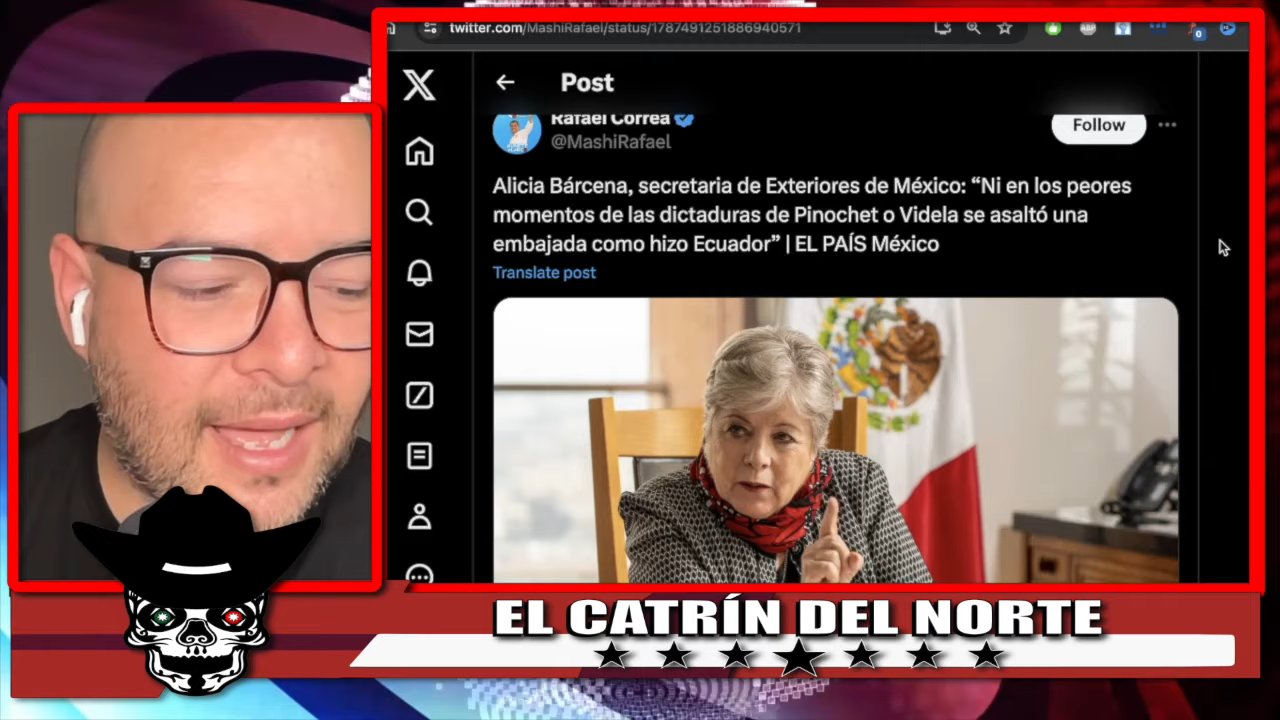 twitter.com/MashiRafael/status/1787491251886940571
Post
Rafael Correa
@MashiRafael
Follow
Alicia Bárcena, secretaria de Exteriores de México: “Ni en los peores
momentos de las dictaduras de Pinochet o Videla se asaltó una
embajada como hizo Ecuador” | EL PAÍS México
Translate post
EL CATRÍN DEL NORTE